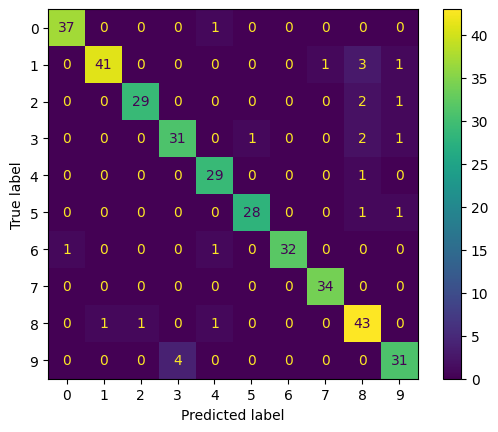 0 37 0 0 0 1 0 0 0 0 0
1 0 41 0 0 0 0 0 1 3 1
2 0 0 29 0 0 0 0 0 2 1
3 0 0 0 31 0 1 0 0 2 1
4 0 0 0 0 29 0 0 0 1 0
5 0 0 0 0 0 28 0 0 1 1
6 1 0 0 0 1 0 32 0 0 0
7 0 0 0 0 0 0 0 34 0 0
8 0 1 1 0 1 0 0 0 43 0
9 0 0 0 4 0 0 0 0 0 31
0 1 2 3 4 5 6 7 8 9
Predicted label
True label
40
35
30
25
20
15
10
5
0